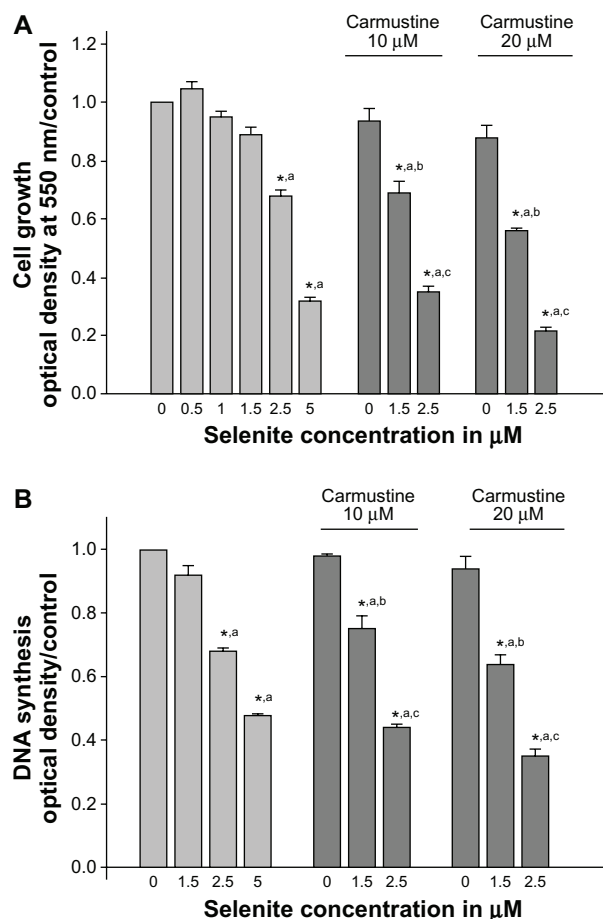 A
Carmustine
10 μM
Carmustine
20 μM
Cell growth
optical density at 550 nm/control
1.2
1.0
0.8
0.6
0.4
0.2
0.0
*,a
*,a
*,a,b
*,a,c
*,a,b
*,a,c
0 0.5 1 1.5 2.5 5 0 1.5 2.5 0 1.5 2.5
Selenite concentration in μM
B
Carmustine
10 μM
Carmustine
20 μM
DNA synthesis
optical density/control
1.0
0.8
0.6
0.4
0.2
0.0
*,a
*,a
*,a,b
*,a,c
*,a,b
*,a,c
0 1.5 2.5 5 0 1.5 2.5 0 1.5 2.5
Selenite concentration in μM